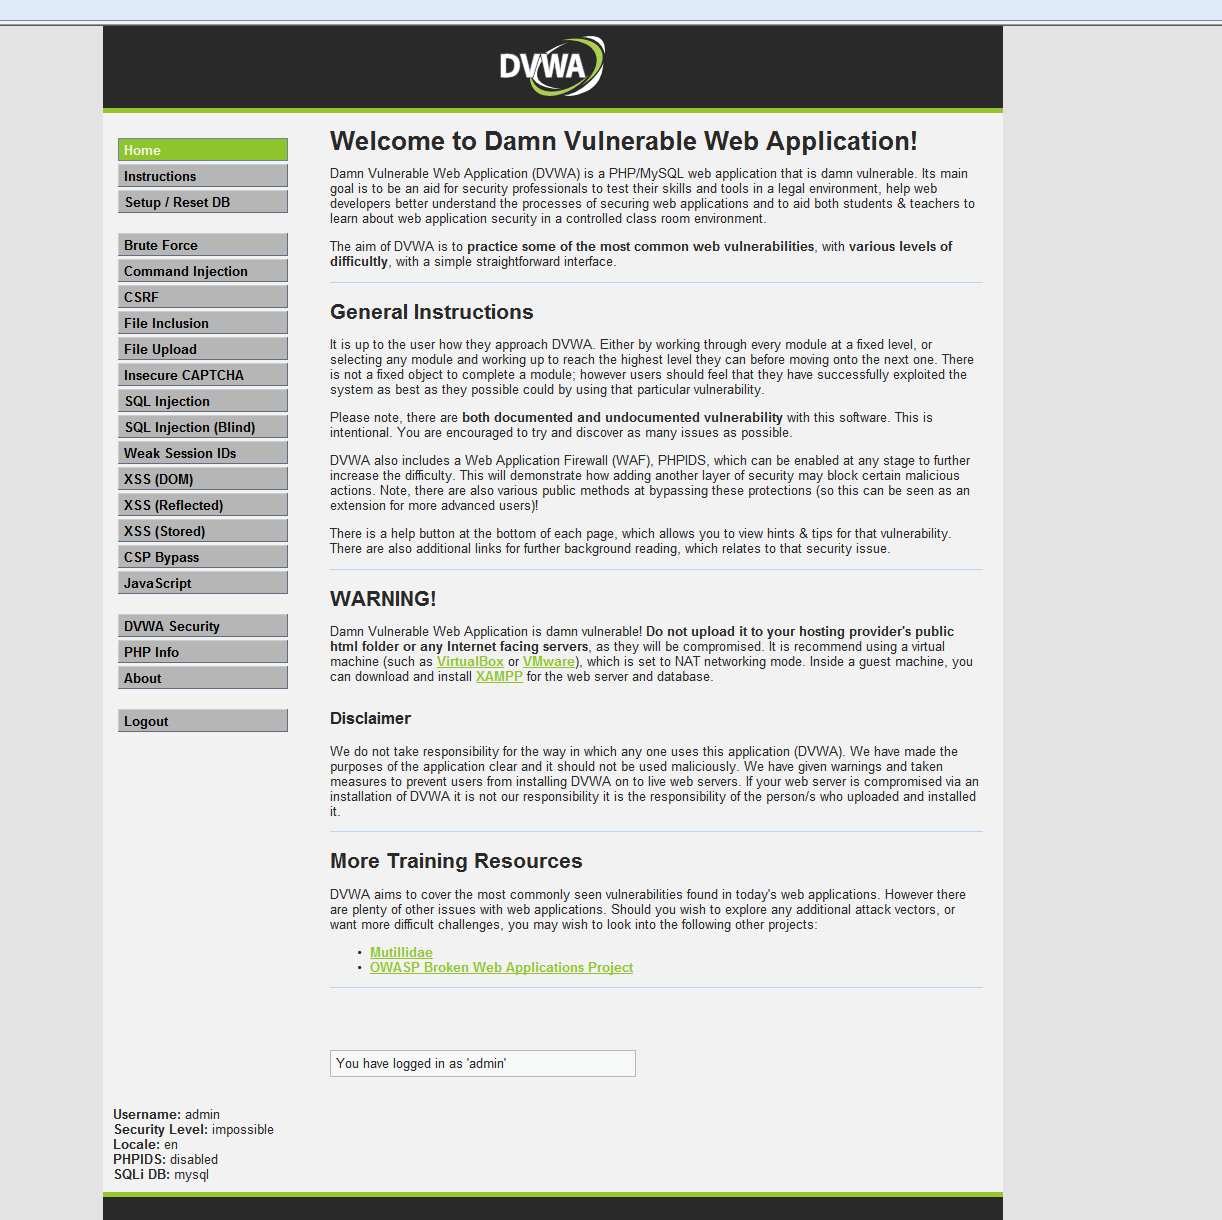 DVWA
Home
Instructions
Setup / Reset DB
Brute Force
Command Injection
CSRF
File Inclusion
File Upload
Insecure CAPTCHA
SQL Injection
SQL Injection (Blind)
Weak Session IDs
XSS (DOM)
XSS (Reflected)
XSS (Stored)
CSP Bypass
JavaScript
DVWA Security
PHP Info
About
Logout
Welcome to Damn Vulnerable Web Application!
Damn Vulnerable Web Application (DVWA) is a PHP/MySQL web application that is damn vulnerable. Its main
goal is to be an aid for security professionals to test their skills and tools in a legal environment, help web
developers better understand the processes of securing web applications and to aid both students & teachers to
learn about web application security in a controlled class room environment.
The aim of DVWA is to practice some of the most common web vulnerabilities, with various levels of
difficultly, with a simple straightforward interface.
General Instructions
It is up to the user how they approach DVWA. Either by working through every module at a fixed level, or
selecting any module and working up to reach the highest level they can before moving onto the next one. There
is not a fixed object to complete a module; however users should feel that they have successfully exploited the
system as best as they possible could by using that particular vulnerability.
Please note, there are both documented and undocumented vulnerability with this software. This is
intentional. You are encouraged to try and discover as many issues as possible.
DVWA also includes a Web Application Firewall (WAF), PHPIDS, which can be enabled at any stage to further
increase the difficulty. This will demonstrate how adding another layer of security may block certain malicious
actions. Note, there are also various public methods at bypassing these protections (so this can be seen as an
extension for more advanced users)!
There is a help button at the bottom of each page, which allows you to view hints & tips for that vulnerability.
There are also additional links for further background reading, which relates to that security issue.
WARNING!
Damn Vulnerable Web Application is damn vulnerable! Do not upload it to your hosting provider's public
html folder or any Internet facing servers, as they will be compromised. It is recommend using a virtual
machine (such as VirtualBox or VMware), which is set to NAT networking mode. Inside a guest machine, you
can download and install XAMPP for the web server and database.
Disclaimer
We do not take responsibility for the way in which any one uses this application (DVWA). We have made the
purposes of the application clear and it should not be used maliciously. We have given warnings and taken
measures to prevent users from installing DVWA on to live web servers. If your web server is compromised via an
installation of DVWA it is not our responsibility it is the responsibility of the person/s who uploaded and installed
it.
More Training Resources
DVWA aims to cover the most commonly seen vulnerabilities found in today's web applications. However there
are plenty of other issues with web applications. Should you wish to explore any additional attack vectors, or
want more difficult challenges, you may wish to look into the following other projects:
• Mutillidae
• OWASP Broken Web Applications Project
You have logged in as 'admin'
Username: admin
Security Level: impossible
Locale: en
PHPIDS: disabled
SQLi DB: mysql